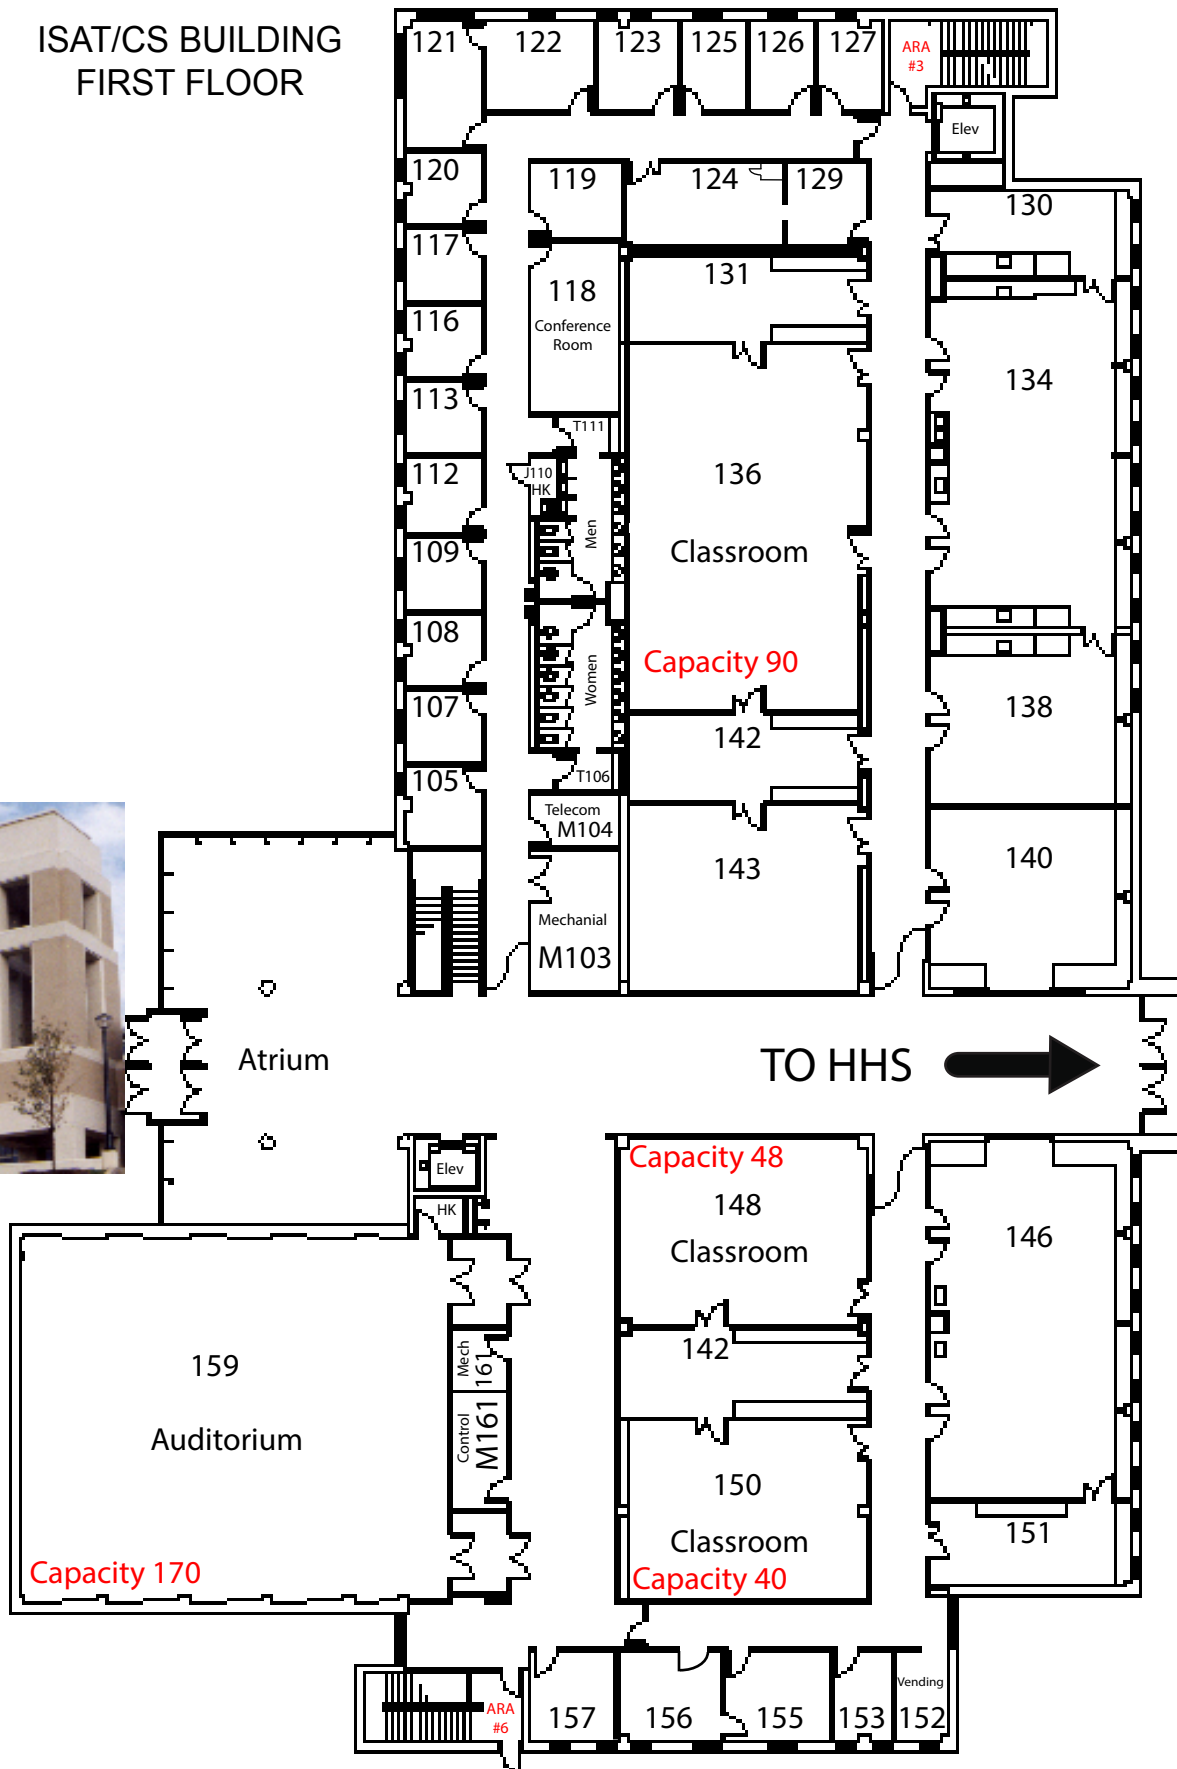 ISAT/CS BUILDING
FIRST FLOOR
121
122
123
125
126
127
ARA
#3
Elev
120
119
124
129
130
117
118
Conference
Room
131
116
134
113
T111
112
J110
HK
136
Men
Classroom
109
108
Women
Capacity 90
107
142
138
105
T106
Telecom
M104
143
140
Mechanial
M103
Atrium
TO HHS
Elev
Capacity 48
HK
148
Classroom
146
142
159
Auditorium
Mech
161
Control
M161
150
Classroom
Capacity 40
151
Capacity 170
ARA
#6
157
156
155
153
Vending
152